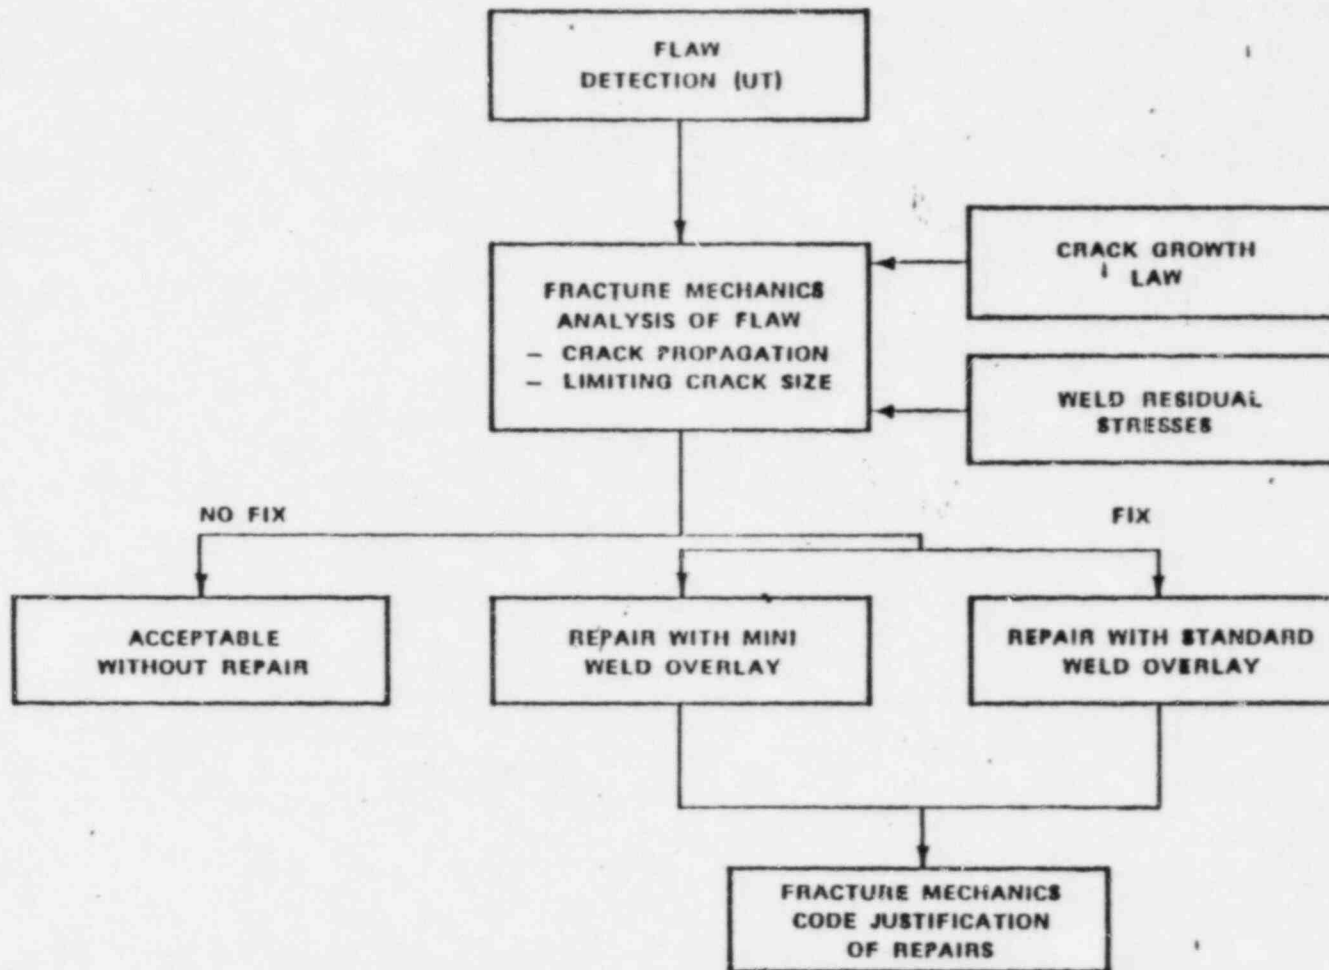 FLAW
DETECTION (UT)
FRACTURE MECHANICS
ANALYSIS OF FLAW
– CRACK PROPAGATION
– LIMITING CRACK SIZE
CRACK GROWTH
LAW
WELD RESIDUAL
STRESSES
NO FIX
FIX
ACCEPTABLE
WITHOUT REPAIR
REPAIR WITH MINI
WELD OVERLAY
REPAIR WITH STANDARD
WELD OVERLAY
FRACTURE MECHANICS
CODE JUSTIFICATION
OF REPAIRS